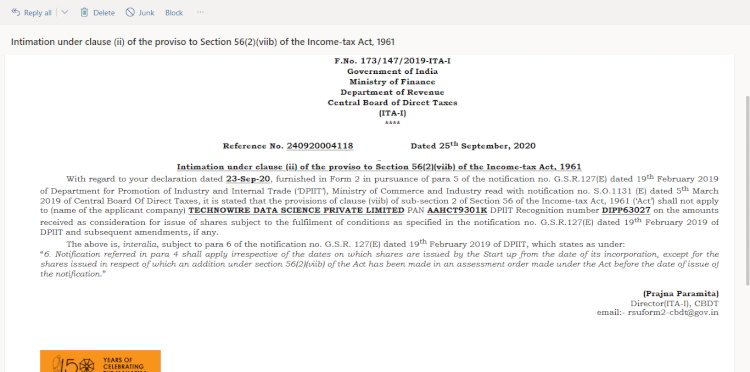 Reply all
Delete
Junk
Block
...
Intimation under clause (ii) of the proviso to Section 56(2)(viib) of the Income-tax Act, 1961
F.No. 173/147/2019-ITA-I
Government of India
Ministry of Finance
Department of Revenue
Central Board of Direct Taxes
(ITA-I)
****
Reference No. 240920004118 Dated 25th September, 2020
Intimation under clause (ii) of the proviso to Section 56(2)(viib) of the Income-tax Act, 1961
With regard to your declaration dated 23-Sep-20, furnished in Form 2 in pursuance of para 5 of the notification no. G.S.R.127(E) dated 19th February 2019
of Department for Promotion of Industry and Internal Trade ('DPIIT'), Ministry of Commerce and Industry read with notification no. S.O.1131 (E) dated 5th March
2019 of Central Board Of Direct Taxes, it is stated that the provisions of clause (viib) of sub-section 2 of Section 56 of the Income-tax Act, 1961 ('Act') shall not
apply to (name of the applicant company) TECHNOWIRE DATA SCIENCE PRIVATE LIMITED PAN AAHCT9301K DPIIT Recognition number DIPP63027 on the amounts
received as consideration for issue of shares subject to the fulfilment of conditions as specified in the notification no. G.S.R.127(E) dated 19th February 2019 of
DPIIT and subsequent amendments, if any.
The above is, interalia, subject to para 6 of the notification no. G.S.R. 127(E) dated 19th February 2019 of DPIIT, which states as under:
"6. Notification referred in para 4 shall apply irrespective of the dates on which shares are issued by the Start up from the date of its incorporation, except for the
shares issued in respect of which an addition under section 56(2)(viib) of the Act has been made in an assessment order made under the Act before the date of issue of
the notification."
(Prajna Paramita)
Director(ITA-I), CBDT
email:- rsuform2-cbdt@gov.in
150
YEARS OF
CELEBRATING